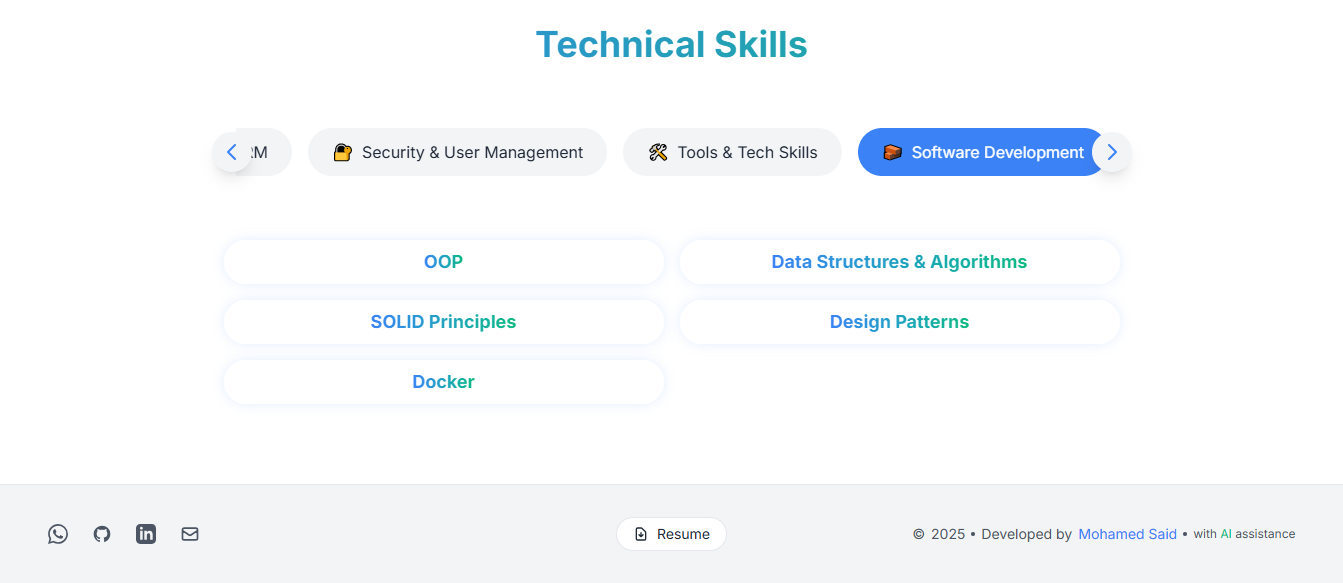 Technical Skills
Security & User Management
Tools & Tech Skills
Software Development
OOP
Data Structures & Algorithms
SOLID Principles
Design Patterns
Docker
Resume
© 2025 • Developed by Mohamed Said • with AI assistance